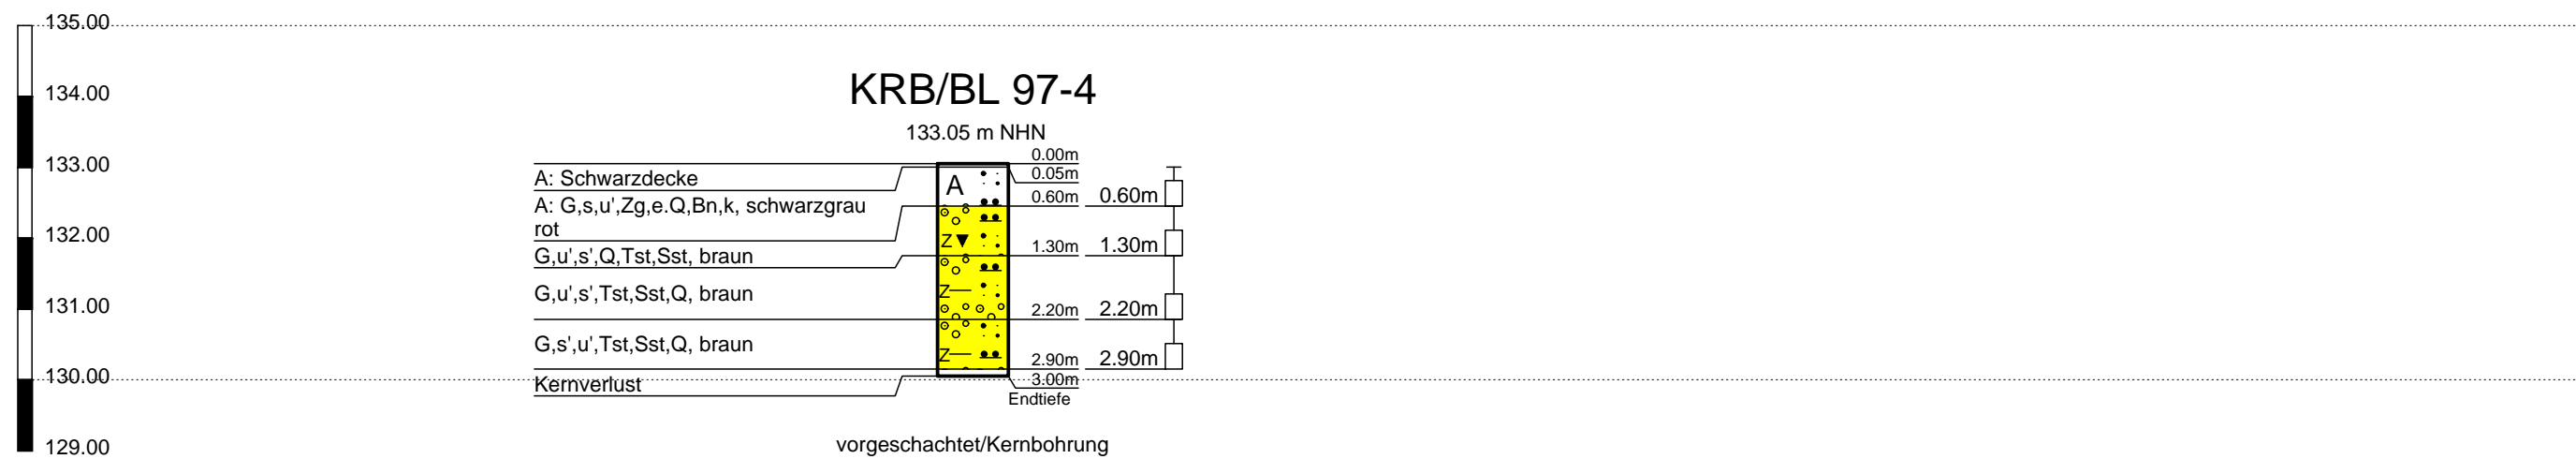 135.00
134.00
133.00
132.00
131.00
130.00
129.00
KRB/BL 97-4
133.05 m NHN
0.00m
A: Schwarzdecke
0.05m
A: G,s,u',Zg,e.Q,Bn,k, schwarzgrau
rot
A
0.60m
0.60m
G,u',s',Q,Tst,Sst, braun
Z
1.30m
1.30m
G,u',s',Tst,Sst,Q, braun
Z
2.20m
2.20m
G,s',u',Tst,Sst,Q, braun
Z
2.90m
2.90m
Kernverlust
3.00m
Endtiefe
vorgeschachtet/Kernbohrung